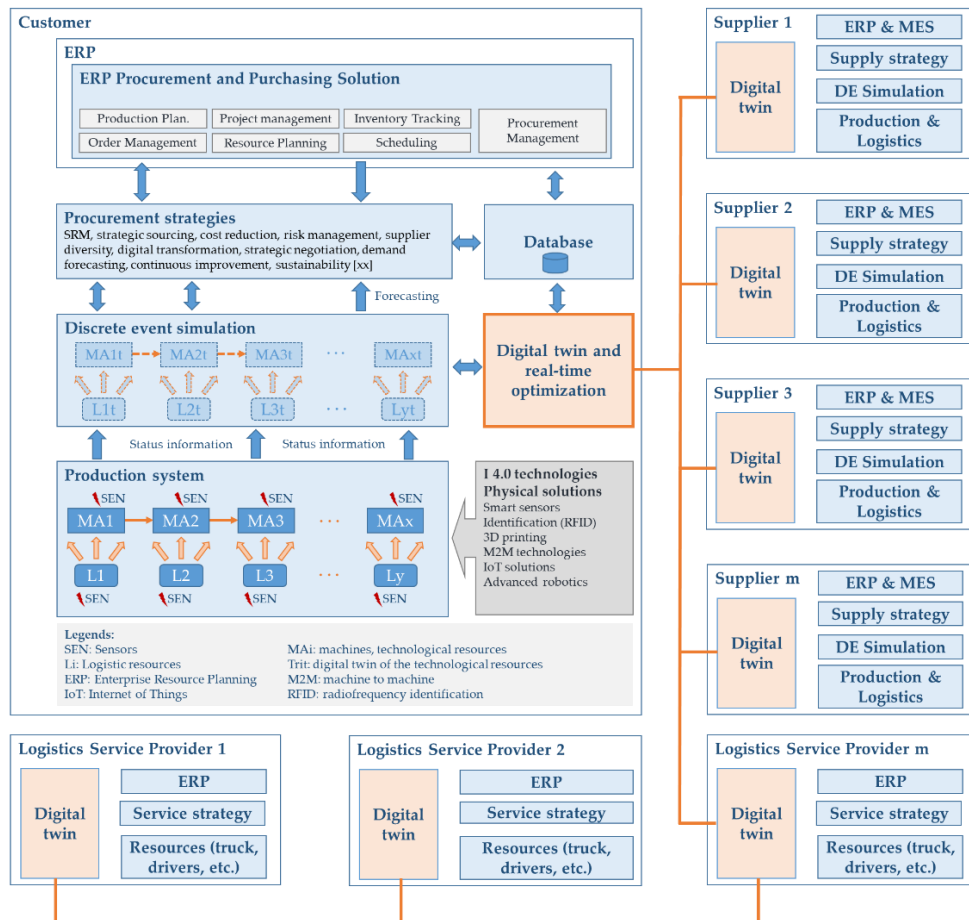 Customer
ERP
ERP Procurement and Purchasing Solution
Production Plan.
Project management
Inventory Tracking
Procurement
Management
Order Management
Resource Planning
Scheduling
Procurement strategies
SRM, strategic sourcing, cost reduction, risk management, supplier
diversity, digital transformation, strategic negotiation, demand
forecasting, continuous improvement, sustainability [xx]
Database
Forecasting
Discrete event simulation
MA1t
MA2t
MA3t
···
MAxt
L1t
L2t
L3t
···
Lyt
Digital twin and
real-time
optimization
Status information
Status information
Production system
SEN
SEN
SEN
SEN
MA1
MA2
MA3
···
MAx
L1
L2
L3
···
Ly
SEN
SEN
SEN
SEN
I 4.0 technologies
Physical solutions
Smart sensors
Identification (RFID)
3D printing
M2M technologies
IoT solutions
Advanced robotics
Legends:
SEN: Sensors
Li: Logistic resources
ERP: Enterprise Resource Planning
IoT: Internet of Things
MAi: machines, technological resources
Trit: digital twin of the technological resources
M2M: machine to machine
RFID: radiofrequency identification
Supplier 1
Digital
twin
ERP & MES
Supply strategy
DE Simulation
Production &
Logistics
Supplier 2
Digital
twin
ERP & MES
Supply strategy
DE Simulation
Production &
Logistics
Supplier 3
Digital
twin
ERP & MES
Supply strategy
DE Simulation
Production &
Logistics
Supplier m
Digital
twin
ERP & MES
Supply strategy
DE Simulation
Production &
Logistics
Logistics Service Provider 1
Digital
twin
ERP
Service strategy
Resources (truck,
drivers, etc.)
Logistics Service Provider 2
Digital
twin
ERP
Service strategy
Resources (truck,
drivers, etc.)
Logistics Service Provider m
Digital
twin
ERP
Service strategy
Resources (truck,
drivers, etc.)